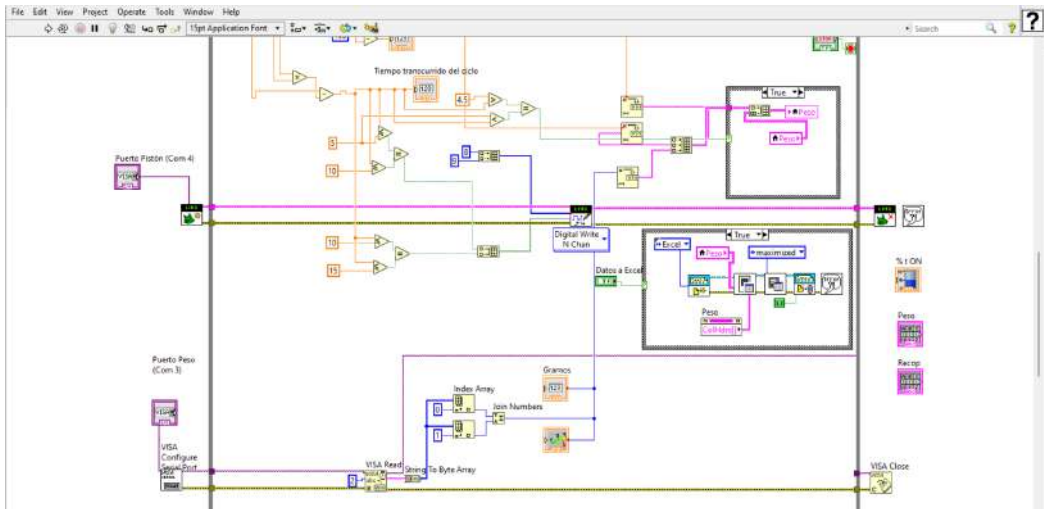 File Edit View Project Operate Tools Window Help
15pt Application Font
Search
?
Tiempo transcurrido del ciclo
123
True
4.5
Peso
Peso
5
Puerto Pistón (Com 4)
10
0
Digital Write
N Chan
True
10
Excel
maximized
15
Datos a Excel
Peso
% t ON
Peso
Peso
Puerto Peso
(Com 3)
Gramos
123
Index Array
Join Numbers
0
1
VISA
Configure
Serial Port
VISA Read
String To Byte Array
VISA Close